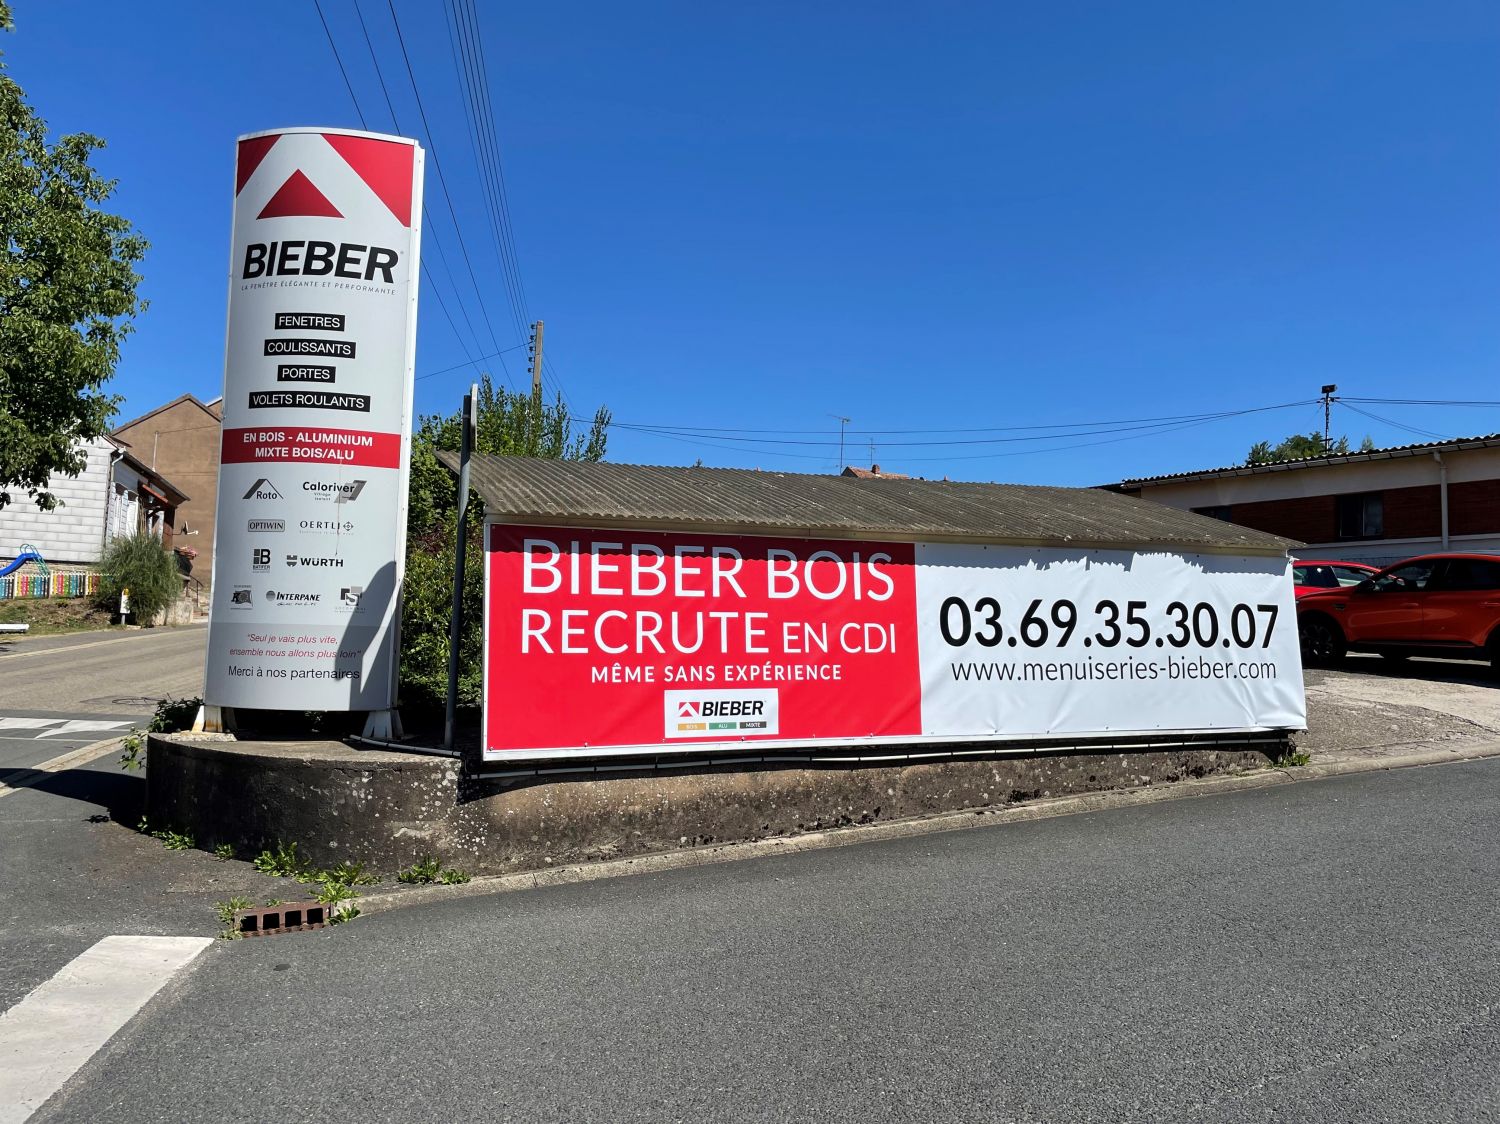 BIEBER
LA FENÊTRE ÉLÉGANTE ET PERFORMANTE
FENETRES
COULISSANTS
PORTES
VOLETS ROULANTS
EN BOIS - ALUMINIUM
MIXTE BOIS/ALU
Roto
Caloriver
OPTIWIN
OERTLI
BATIFER
WÜRTH
INTERPANE
"Seul je vais plus vite,
ensemble nous allons plus loin"
Merci à nos partenaires
BIEBER BOIS
RECRUTE EN CDI
MÊME SANS EXPÉRIENCE
BIEBER
BOIS ALU MIXTE
03.69.35.30.07
www.menuiseries-bieber.com